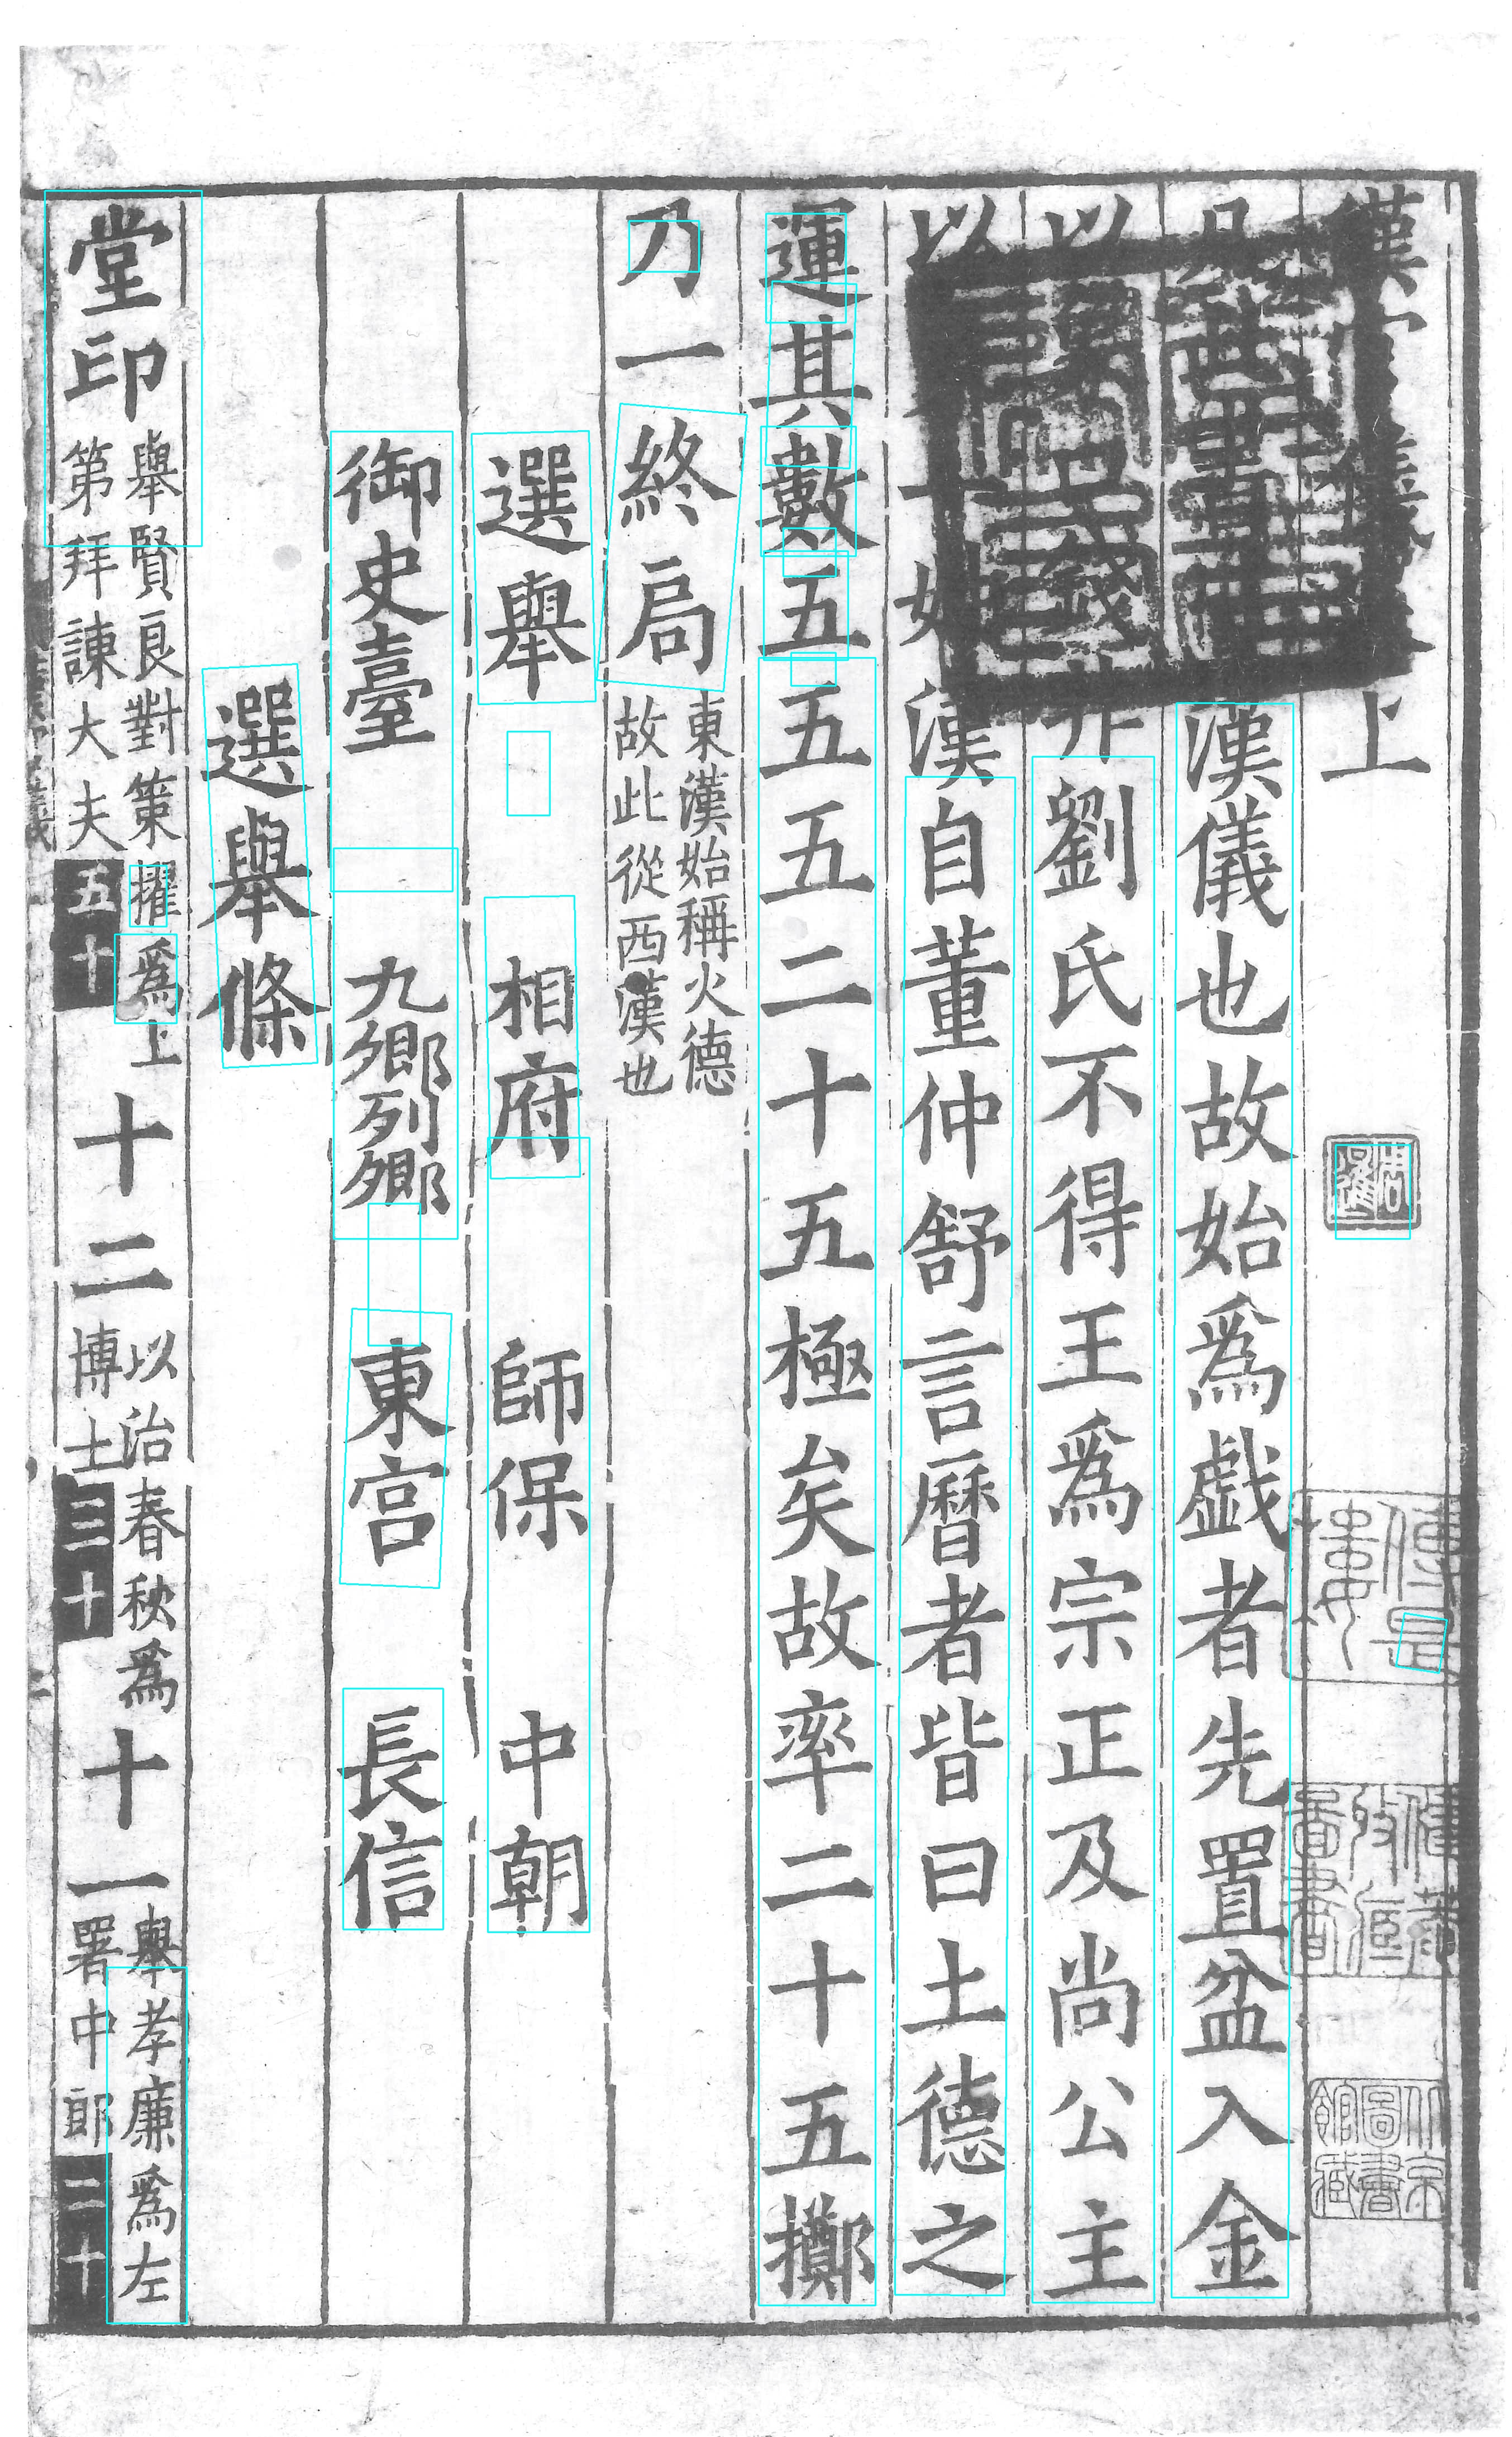 漢官儀卷上
漢儀也故始爲戯者先置盆入金
以非劉氏不得王爲宗正及尚公主
以漢自董仲舒言曆者皆曰土德之
運其數五五五二十五極矣故率二十五擲
乃一終局東漢始稱火德
故此從西漢也
選舉 相府 師保 中朝
御史臺 九卿列卿 東宫 長信
選舉條
堂印舉賢良對策擢爲上
第拜諫大夫五十十二以治春秋爲
博士三十十一舉孝廉爲左
署中郎二十